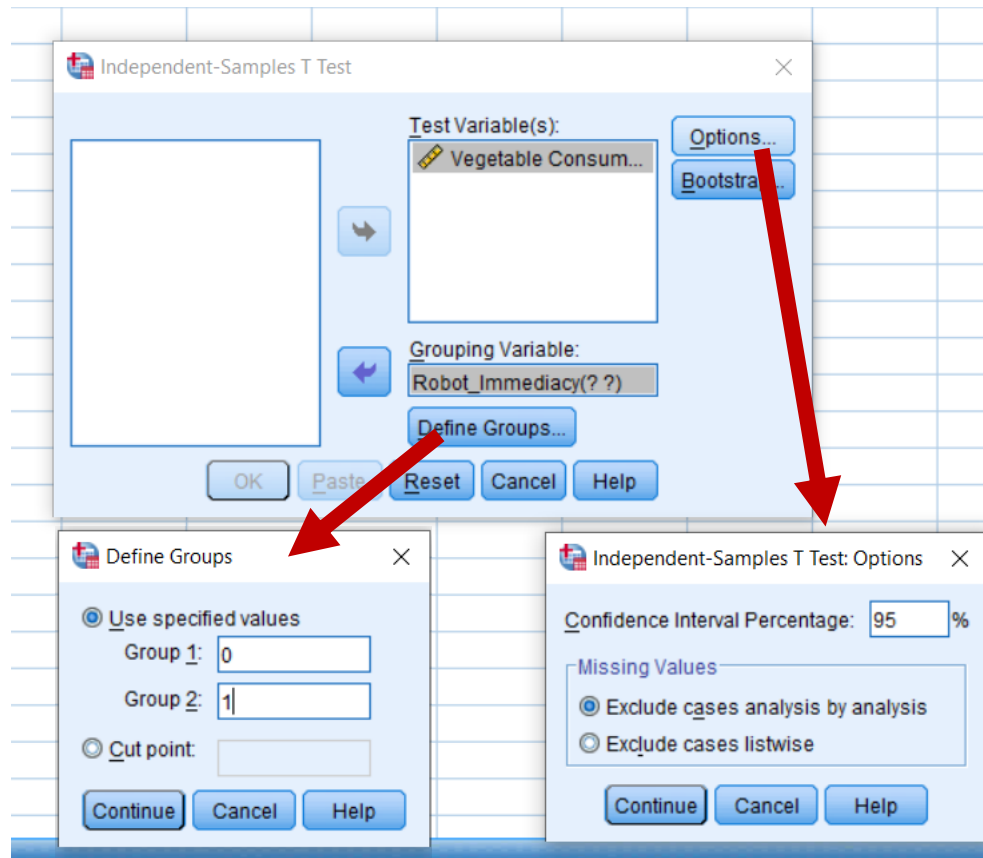 Independent-Samples T Test
Test Variable(s):
Vegetable Consum...
Options...
Grouping Variable:
Robot_Immediacy(? ?)
Define Groups...
OK
Reset
Cancel
Help
Define Groups
Use specified values
Group 1: 0
Group 2: 1
Cut point:
Continue
Cancel
Help
Independent-Samples T Test: Options
Confidence Interval Percentage: 95 %
Missing Values
Exclude cases analysis by analysis
Exclude cases listwise
Continue
Cancel
Help